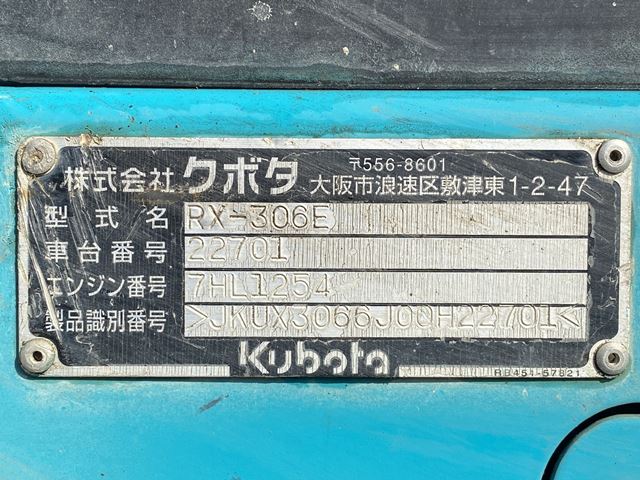 株式会社 クボタ 〒556-8601
大阪市浪速区敷津東1-2-47
型式名 RX-306E
車台番号 22701
エンジン番号 7HL1254
製品識別番号 >JKUX3066J00H22701<
Kubota
RB451-57821